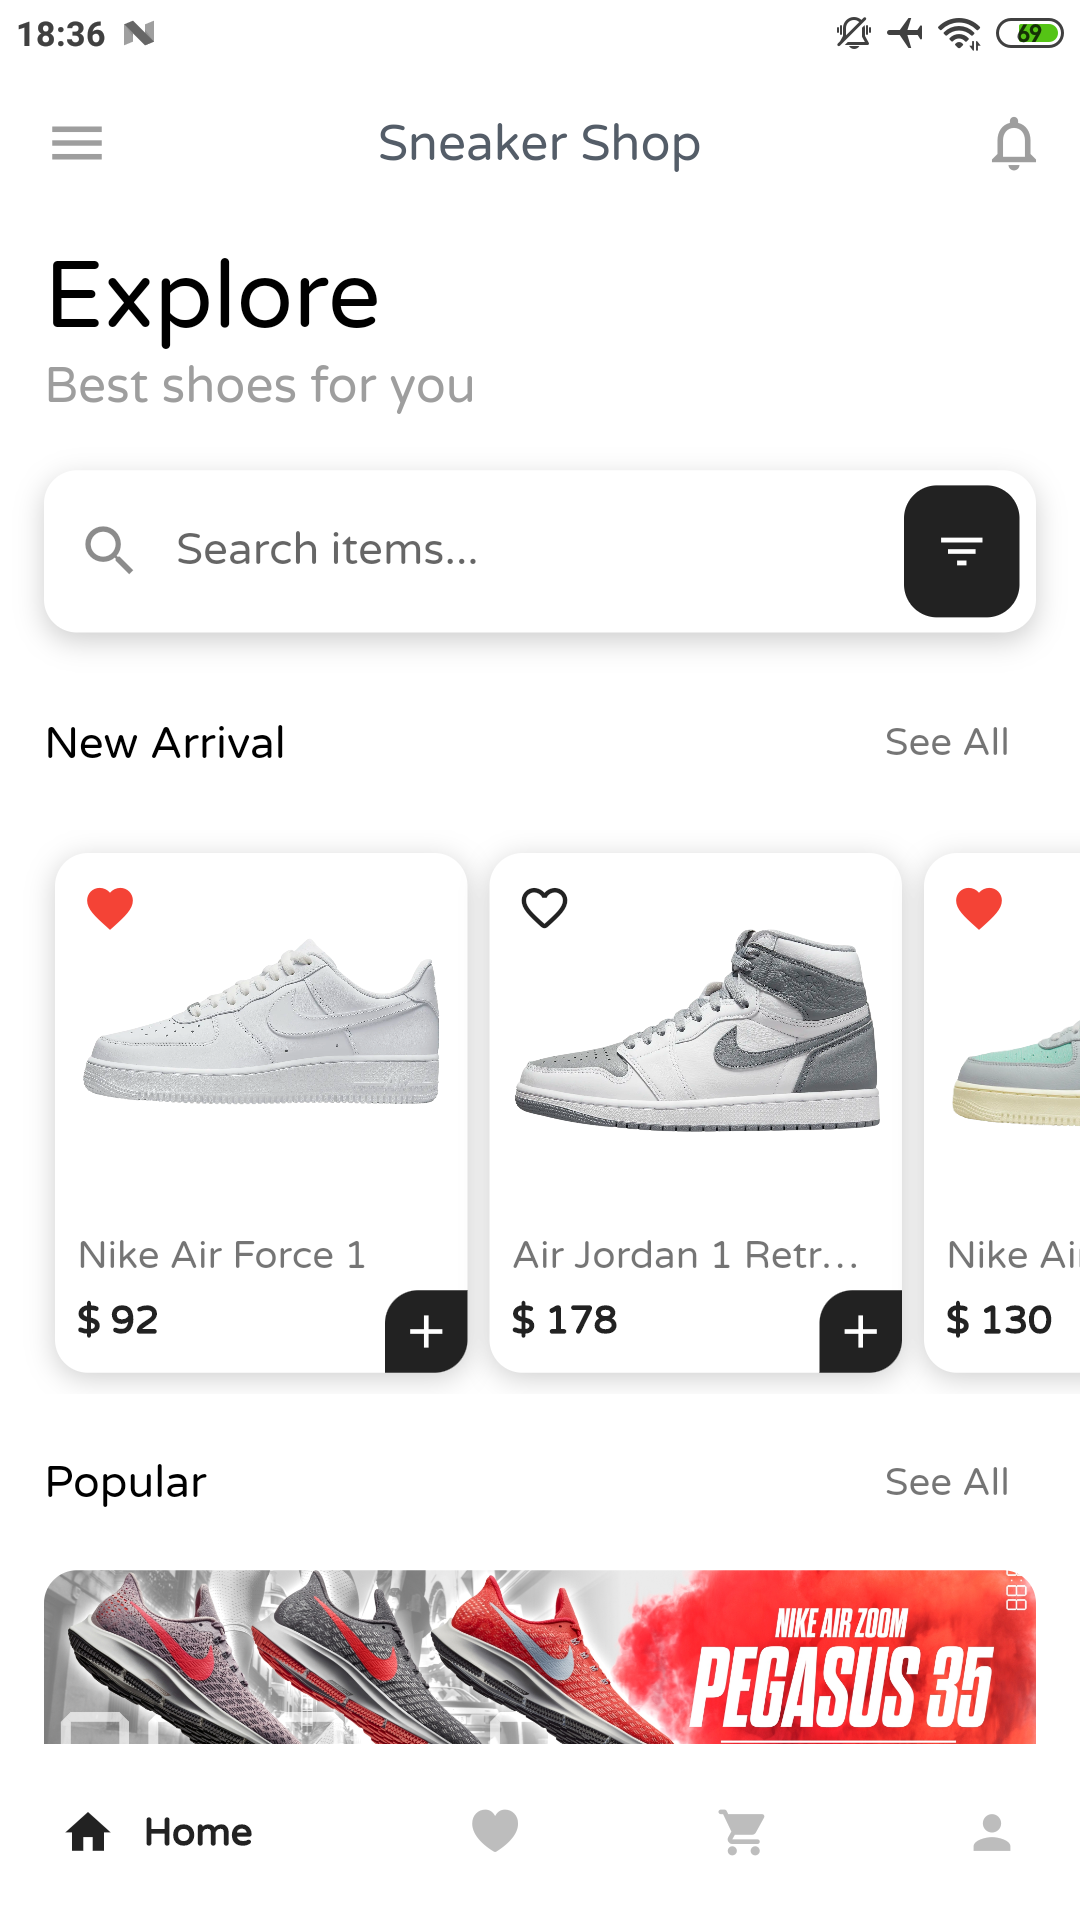 18:36
69
Sneaker Shop
Explore
Best shoes for you
Search items...
New Arrival
See All
Nike Air Force 1
$ 92
Air Jordan 1 Retr...
$ 178
Nike Ai
$ 130
Popular
See All
NIKE AIR ZOOM
PEGASUS 35
Home